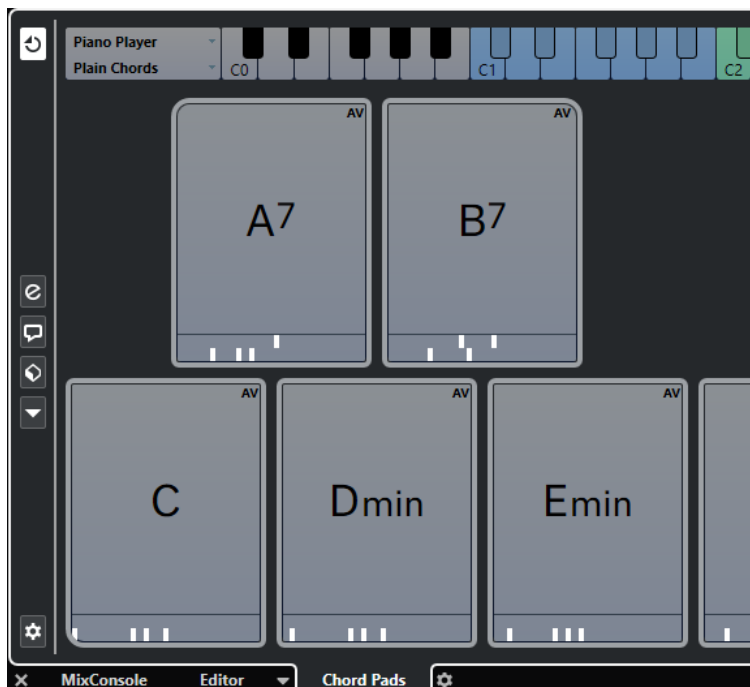 Piano Player
Plain Chords
C0
C1
C2
AV
A7
AV
B7
AV
C
AV
Dmin
AV
Emin
MixConsole
Editor
Chord Pads